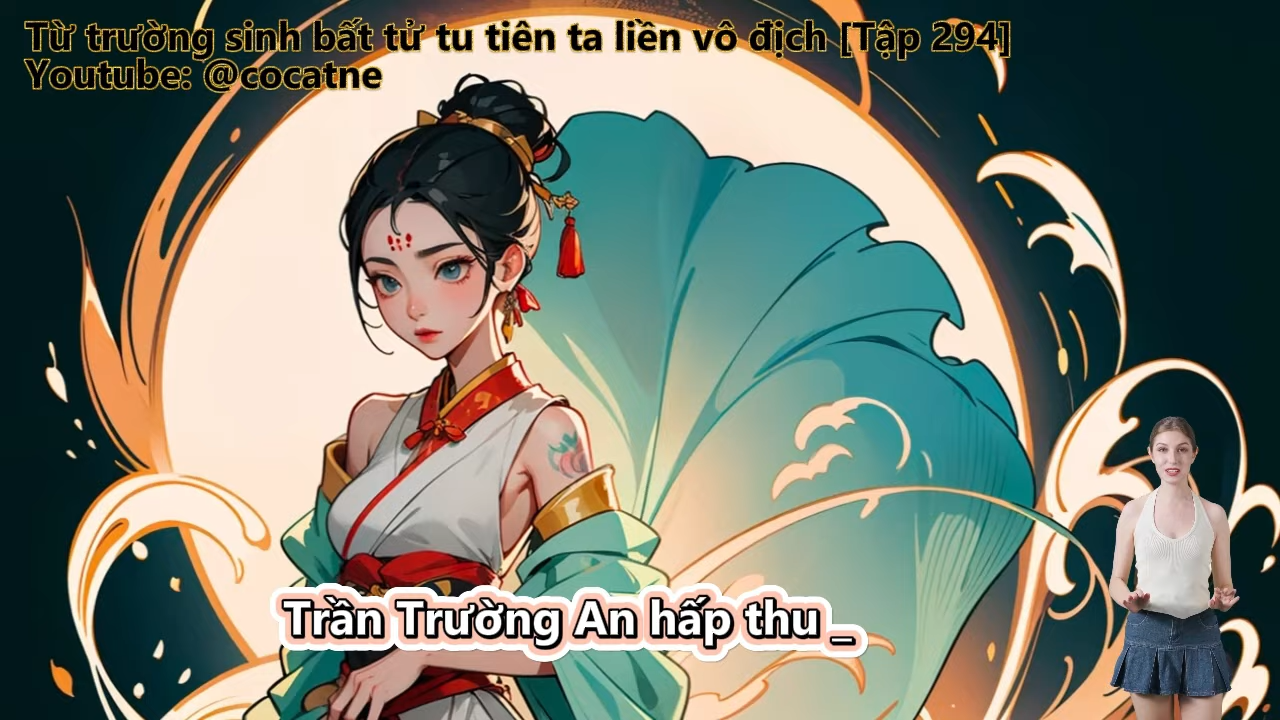 Từ trường sinh bất tử tu tiên ta liền vô địch [Tập 294]
Youtube: @cocatne
Trần Trường An hấp thu _